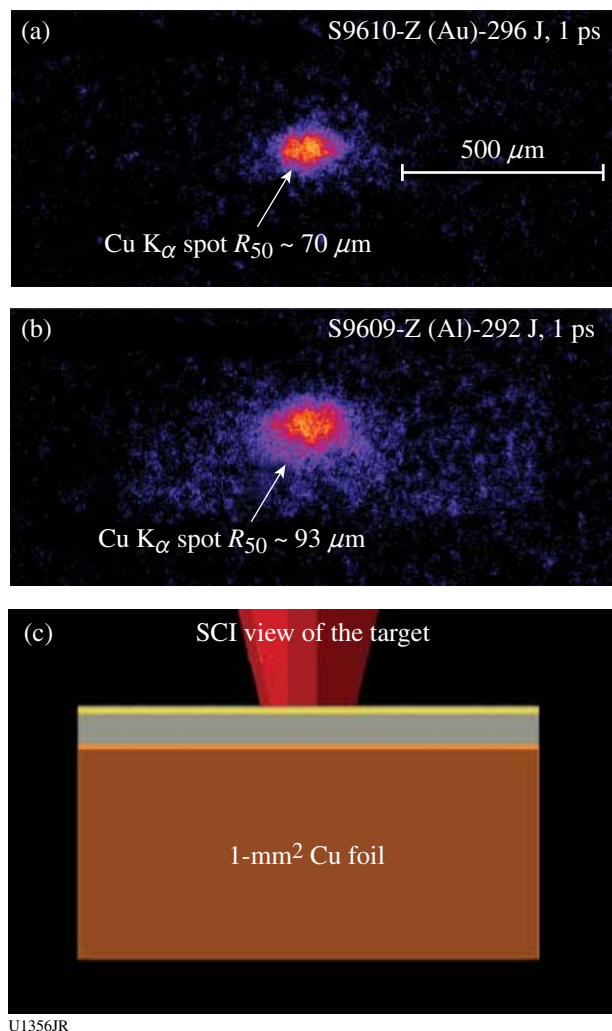 (a)
S9610-Z (Au)-296 J, 1 ps
500 μm
Cu Kα spot R50 ~ 70 μm
(b)
S9609-Z (Al)-292 J, 1 ps
Cu Kα spot R50 ~ 93 μm
(c)
SCI view of the target
1-mm² Cu foil
U1356JR